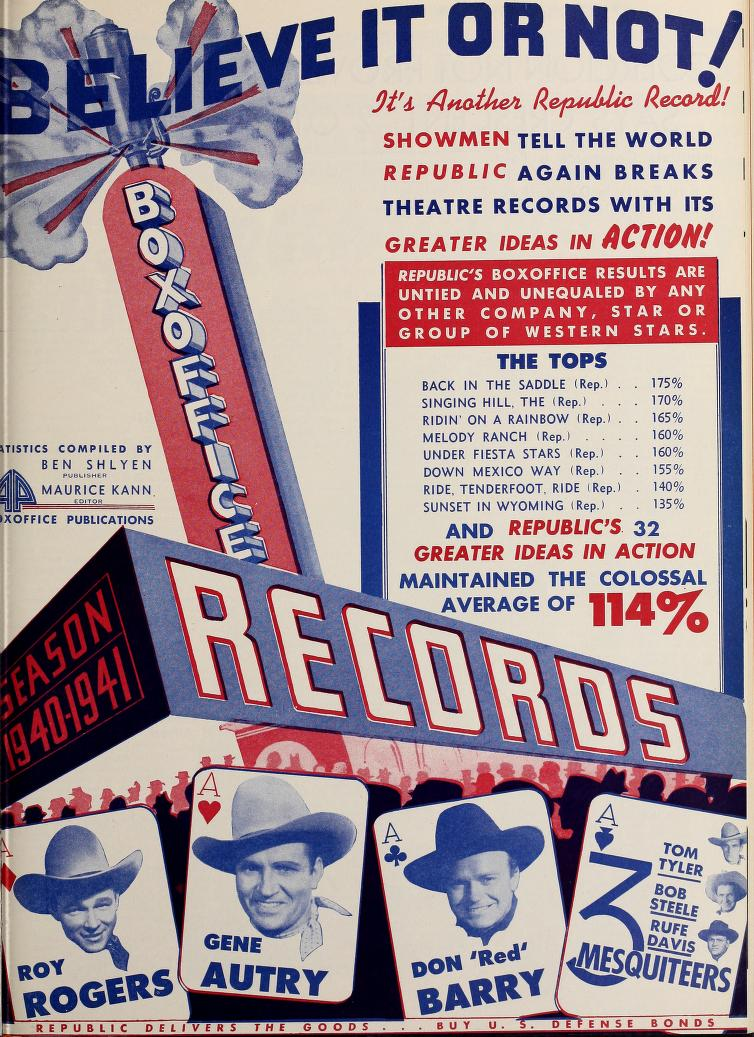 BELIEVE IT OR NOT!
It's Another Republic Record!
SHOWMEN TELL THE WORLD
REPUBLIC AGAIN BREAKS
THEATRE RECORDS WITH ITS
GREATER IDEAS IN ACTION!
REPUBLIC'S BOXOFFICE RESULTS ARE
UNTIED AND UNEQUALED BY ANY
OTHER COMPANY, STAR OR
GROUP OF WESTERN STARS.
THE TOPS
BACK IN THE SADDLE (Rep.) . . 175%
SINGING HILL, THE (Rep.) . . . 170%
RIDIN' ON A RAINBOW (Rep.) . . 165%
MELODY RANCH (Rep.) . . . . 160%
UNDER FIESTA STARS (Rep.) . . 160%
DOWN MEXICO WAY (Rep.) . . 155%
RIDE, TENDERFOOT, RIDE (Rep.) . 140%
SUNSET IN WYOMING (Rep.) . . 135%
AND REPUBLIC'S 32
GREATER IDEAS IN ACTION
MAINTAINED THE COLOSSAL
AVERAGE OF 114%
BOXOFFICE
ATISTICS COMPILED BY
BEN SHLYEN
PUBLISHER
MAURICE KANN
EDITOR
OXOFFICE PUBLICATIONS
RECORDS
SEASON
1940-1941
A
ROY
ROGERS
A
GENE
AUTRY
A
DON 'Red'
BARRY
A
3
MESQUITEERS
TOM
TYLER
BOB
STEELE
RUFE
DAVIS
REPUBLIC DELIVERS THE GOODS . . . BUY U. S. DEFENSE BONDS